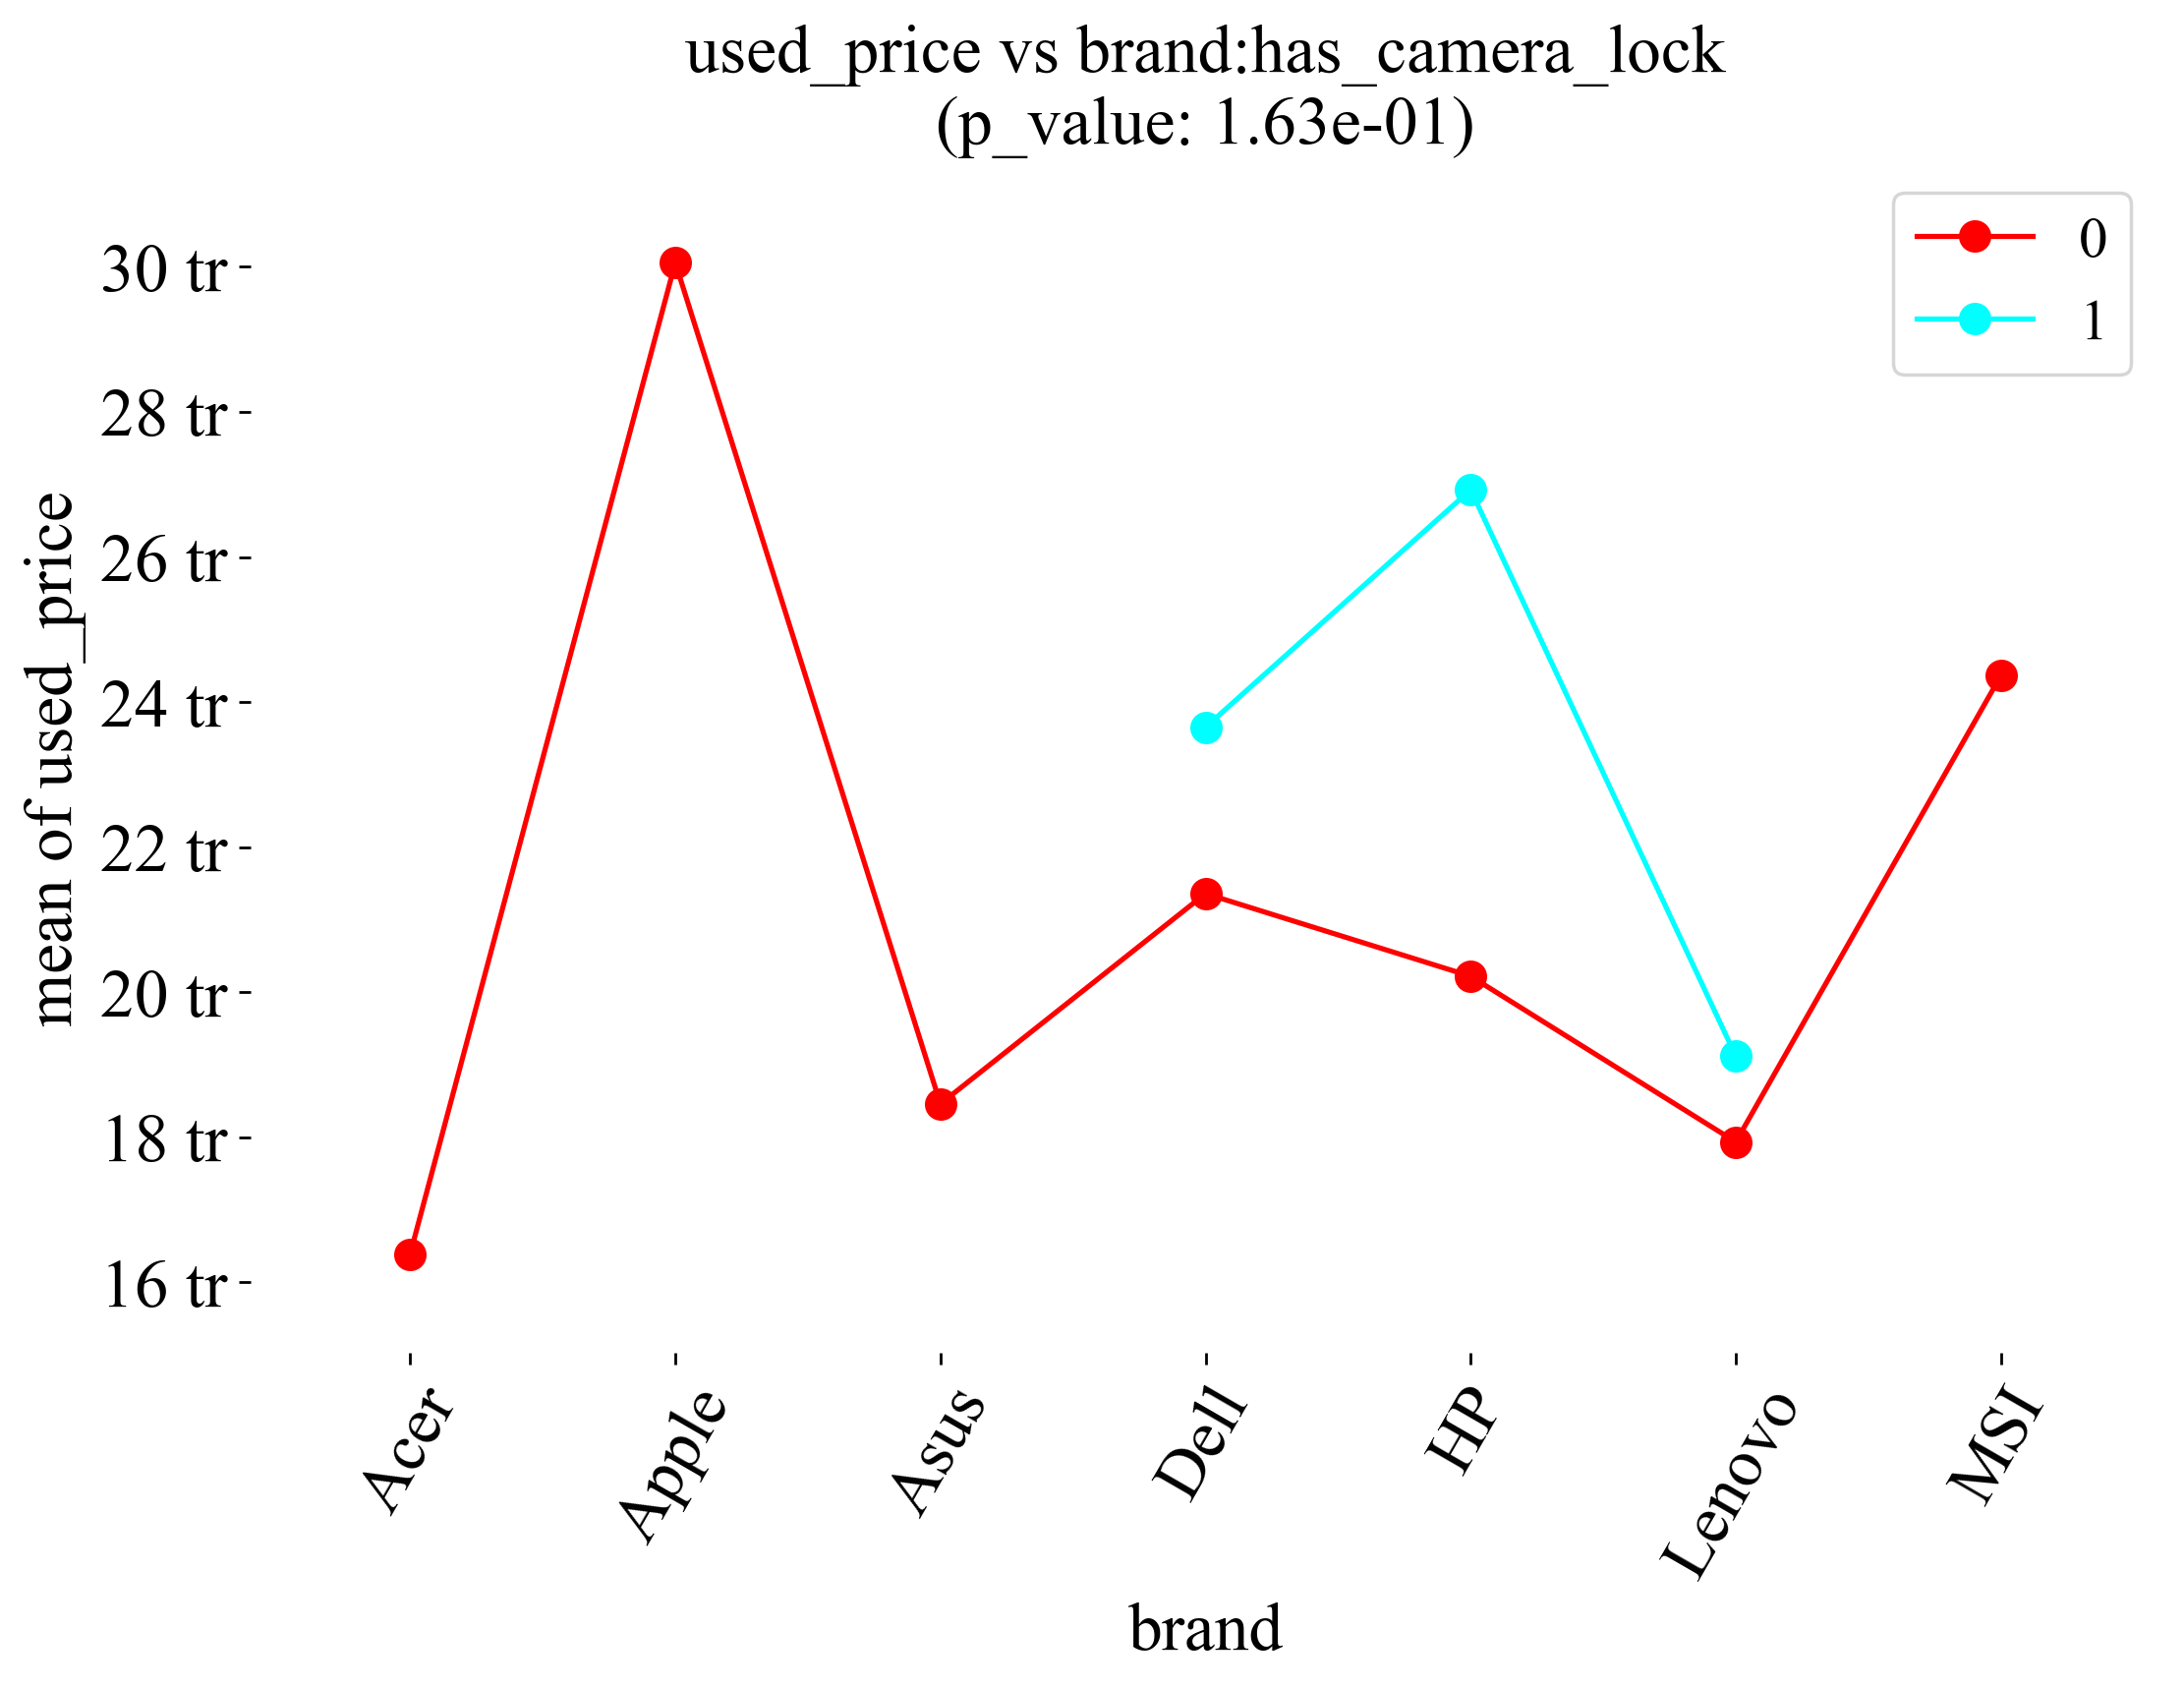 used_price vs brand:has_camera_lock
(p_value: 1.63e-01)
0
1
mean of used_price
30 tr
28 tr
26 tr
24 tr
22 tr
20 tr
18 tr
16 tr
Acer
Apple
Asus
Dell
HP
Lenovo
MSI
brand